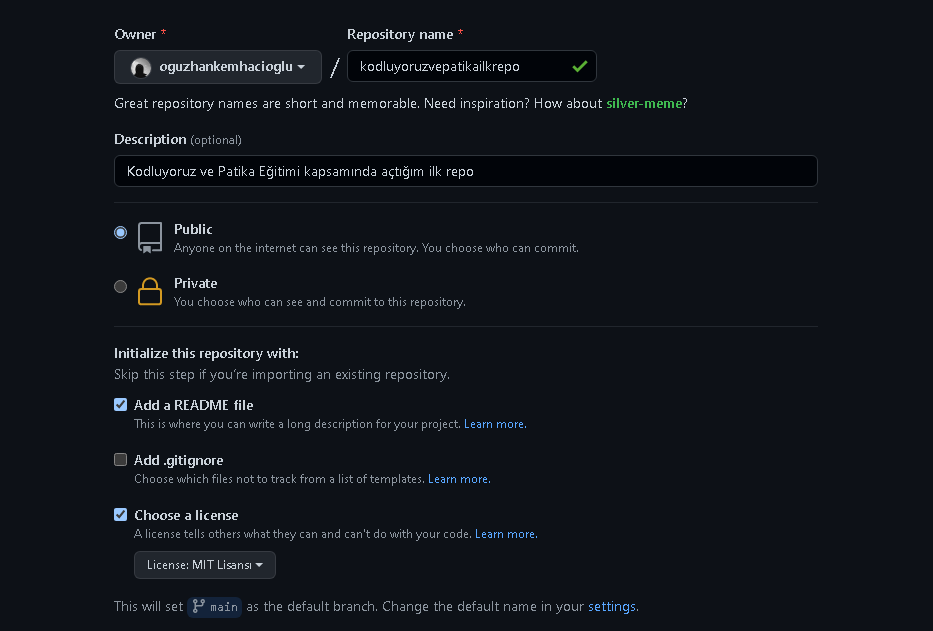 Owner * Repository name *
oguzhankemhacioglu / kodluyoruzvepatikailkrepo
Great repository names are short and memorable. Need inspiration? How about silver-meme?
Description (optional)
Kodluyoruz ve Patika Eğitimi kapsamında açtığım ilk repo
Public
Anyone on the internet can see this repository. You choose who can commit.
Private
You choose who can see and commit to this repository.
Initialize this repository with:
Skip this step if you're importing an existing repository.
Add a README file
This is where you can write a long description for your project. Learn more.
Add .gitignore
Choose which files not to track from a list of templates. Learn more.
Choose a license
A license tells others what they can and can't do with your code. Learn more.
License: MIT Lisansı
This will set main as the default branch. Change the default name in your settings.